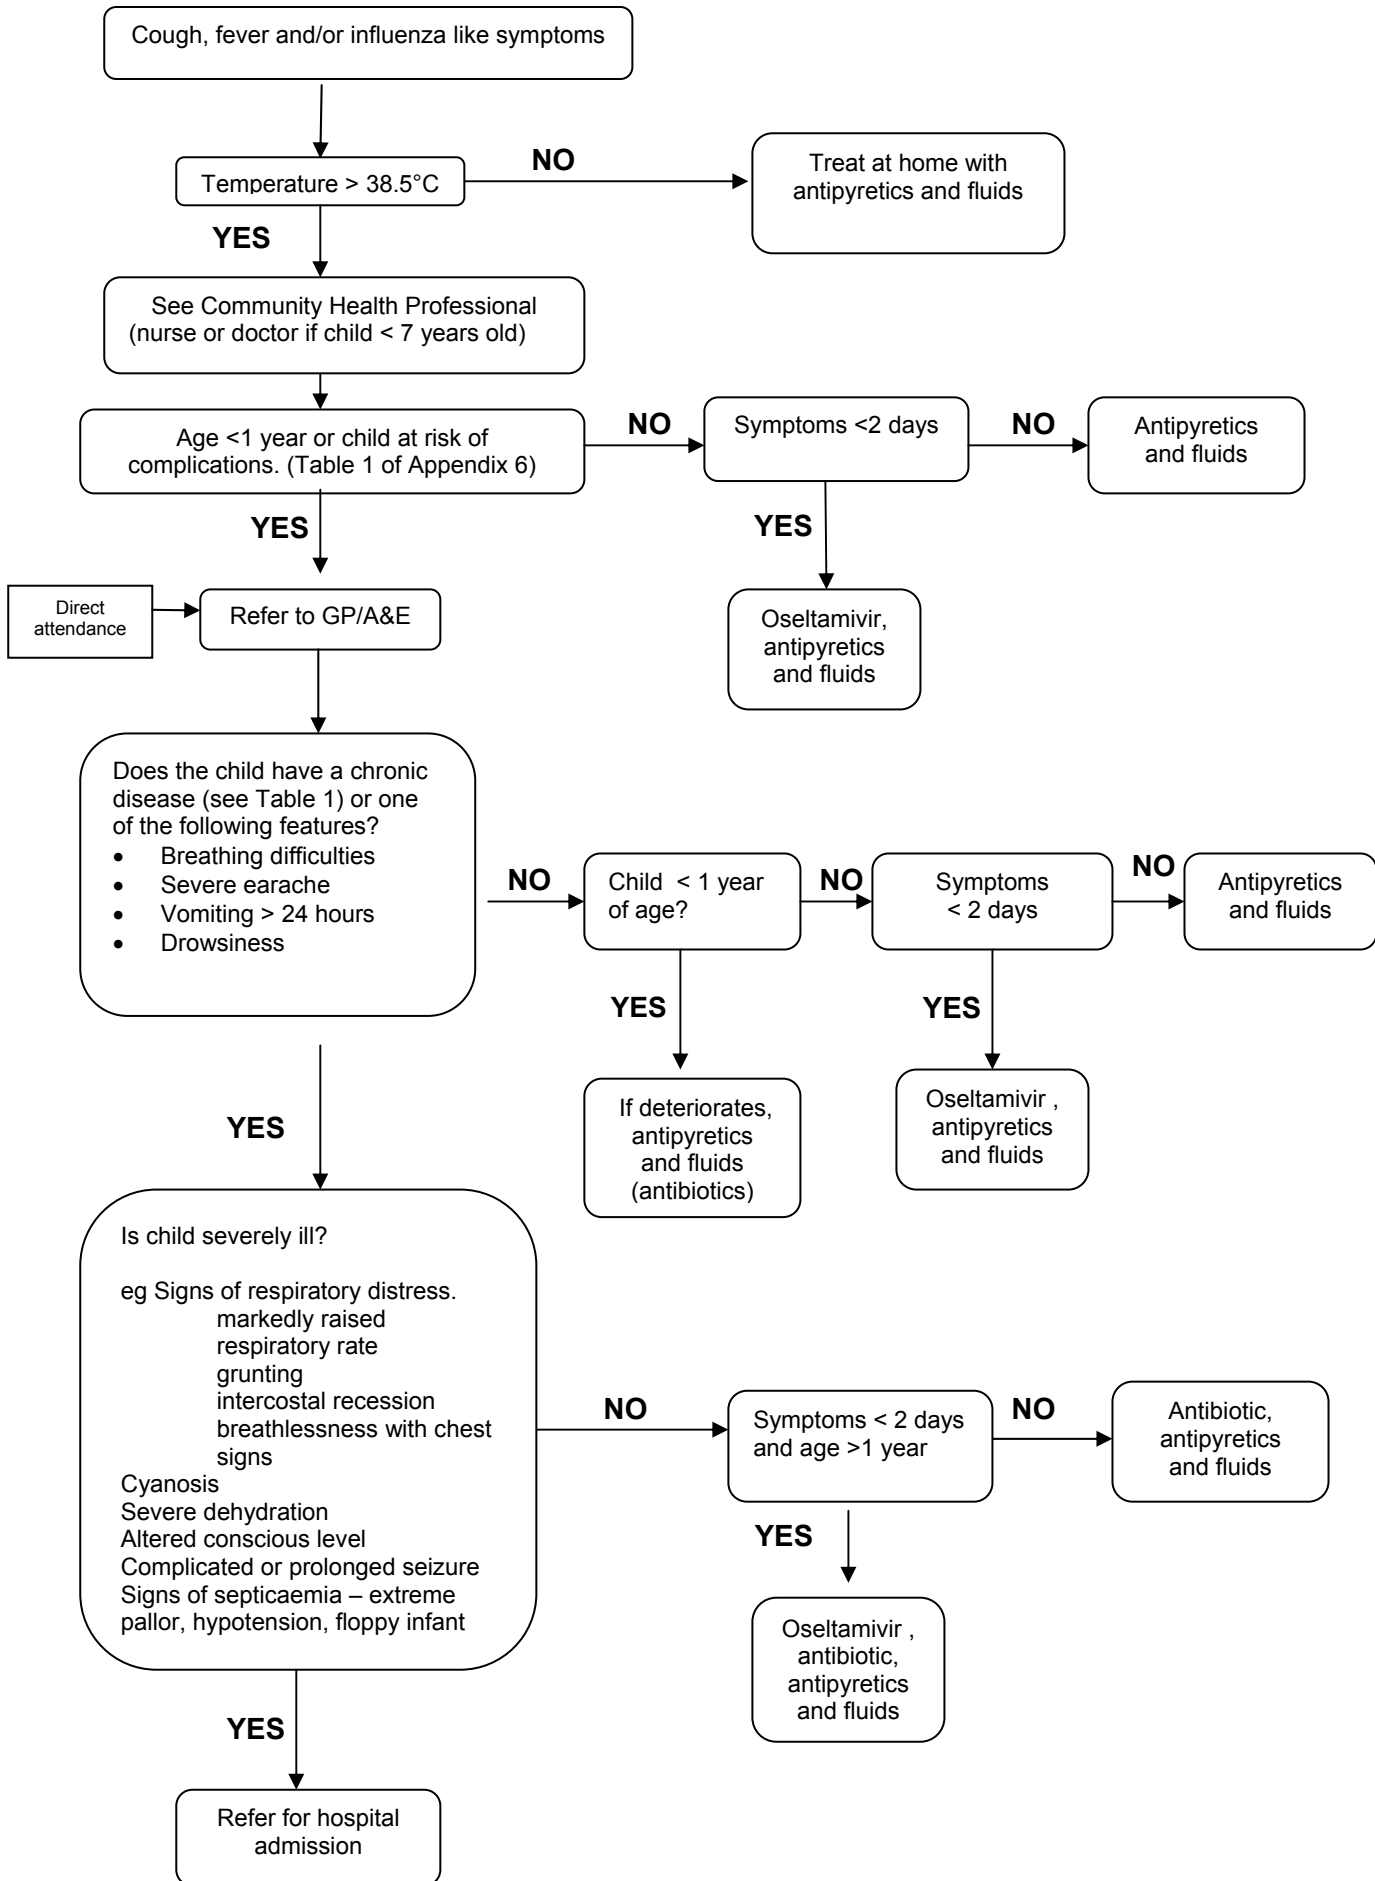 Cough, fever and/or influenza like symptoms
Temperature > 38.5°C
NO
Treat at home with
antipyretics and fluids
YES
See Community Health Professional
(nurse or doctor if child < 7 years old)
Age <1 year or child at risk of
complications. (Table 1 of Appendix 6)
NO
Symptoms <2 days
NO
Antipyretics
and fluids
YES
YES
Oseltamivir,
antipyretics
and fluids
Direct
attendance
Refer to GP/A&E
Does the child have a chronic
disease (see Table 1) or one
of the following features?
• Breathing difficulties
• Severe earache
• Vomiting > 24 hours
• Drowsiness
NO
Child < 1 year
of age?
NO
Symptoms
< 2 days
NO
Antipyretics
and fluids
YES
If deteriorates,
antipyretics
and fluids
(antibiotics)
YES
Oseltamivir ,
antipyretics
and fluids
YES
Is child severely ill?
eg Signs of respiratory distress.
markedly raised
respiratory rate
grunting
intercostal recession
breathlessness with chest
signs
Cyanosis
Severe dehydration
Altered conscious level
Complicated or prolonged seizure
Signs of septicaemia – extreme
pallor, hypotension, floppy infant
NO
Symptoms < 2 days
and age >1 year
NO
Antibiotic,
antipyretics
and fluids
YES
Oseltamivir ,
antibiotic,
antipyretics
and fluids
YES
Refer for hospital
admission